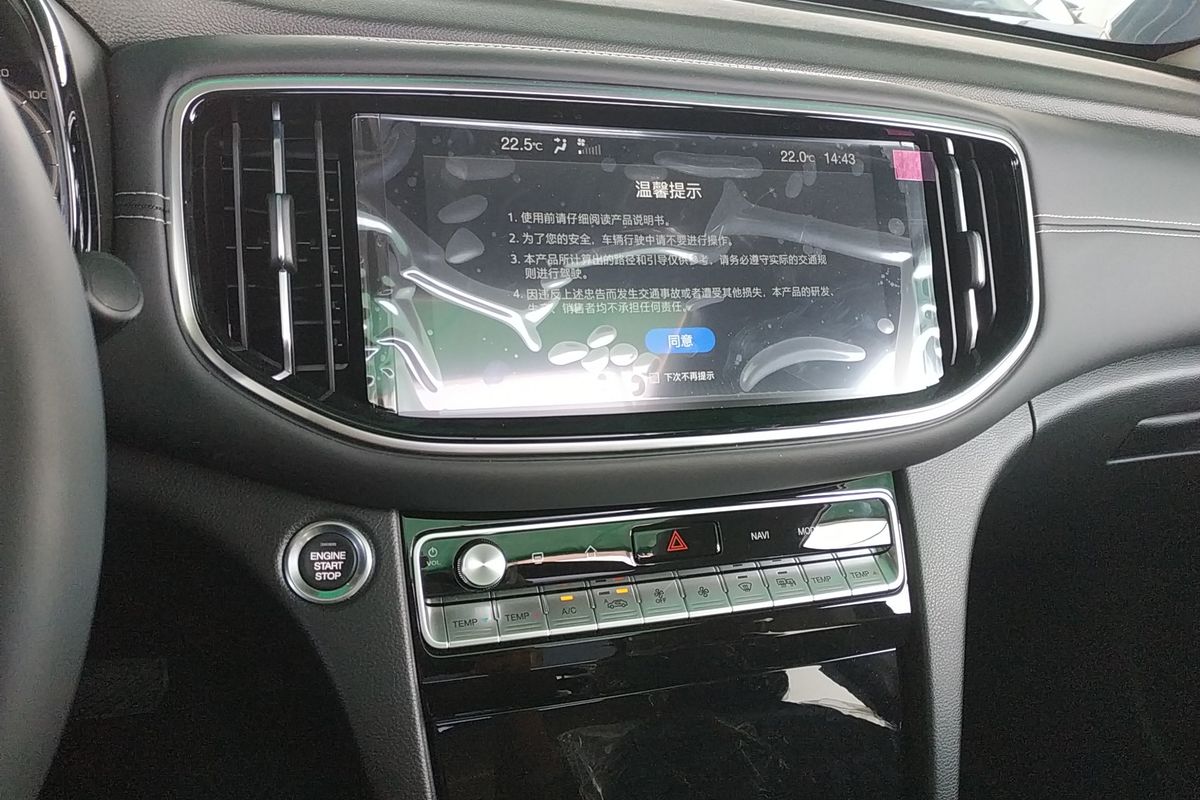 100
22.5℃
22.0℃ 14:43
温馨提示
1. 使用前请仔细阅读产品说明书。
2. 为了您的安全，车辆行驶中请不要进行操作。
3. 本产品所计算出的路径和引导仅供参考，请务必遵守实际的交通规
则进行驾驶。
4. 因违反上述忠告而发生交通事故或者遭受其他损失，本产品的研发、
生产、销售者均不承担任何责任。
同意
下次不再提示
ENGINE
START
STOP
VOL
NAVI
TEMP
TEMP
A/C
A
OFF
TEMP
TEMP